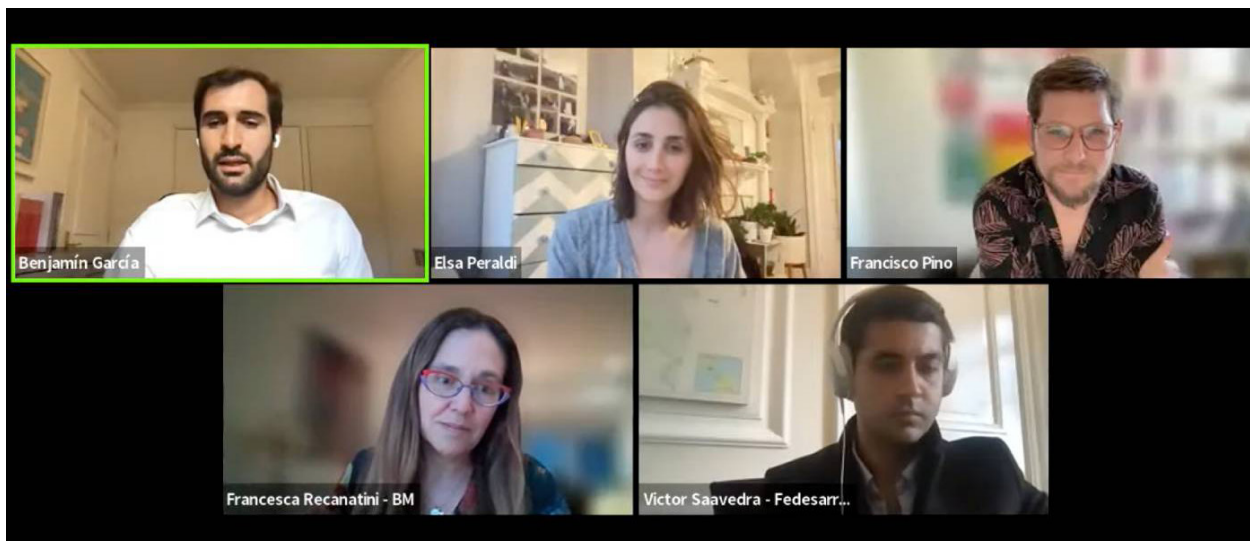 Benjamín García
Elsa Peraldi
Francisco Pino
Francesca Recanatini - BM
Victor Saavedra - Fedesarr...